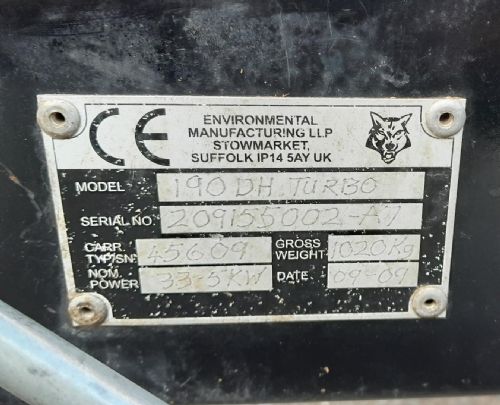 CE
ENVIRONMENTAL
MANUFACTURING LLP
STOWMARKET,
SUFFOLK IP14 5AY UK
MODEL 190 DH TURBO
SERIAL NO. 209155002-A7
CARR. TYP/SN: 45609 GROSS WEIGHT 1020Kg
NOM. POWER 33-5KW DATE 09-09